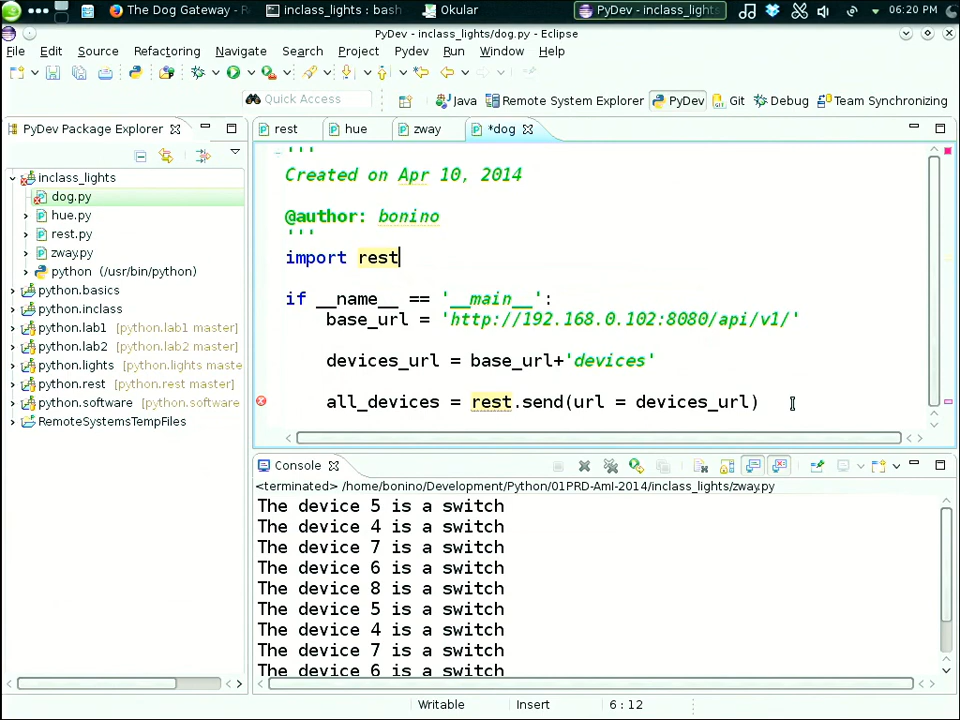 The Dog Gateway - R
inclass_lights : bash
Okular
PyDev - inclass_lights
06:20 PM
PyDev - inclass_lights/dog.py - Eclipse
File Edit Source Refactoring Navigate Search Project Pydev Run Window Help
Quick Access
Java
Remote System Explorer
PyDev
Git
Debug
Team Synchronizing
PyDev Package Explorer
inclass_lights
dog.py
hue.py
rest.py
zway.py
python (/usr/bin/python)
python.basics
python.inclass
python.lab1 [python.lab1 master]
python.lab2 [python.lab2 master]
python.lights [python.lights maste
python.rest [python.rest master]
python.software [python.software
RemoteSystemsTempFiles
rest
hue
zway
*dog
'''
Created on Apr 10, 2014
@author: bonino
'''
import rest
if __name__ == '__main__':
base_url = 'http://192.168.0.102:8080/api/v1/'
devices_url = base_url+'devices'
all_devices = rest.send(url = devices_url)
Console
<terminated> /home/bonino/Development/Python/01PRD-AmI-2014/inclass_lights/zway.py
The device 5 is a switch
The device 4 is a switch
The device 7 is a switch
The device 6 is a switch
The device 8 is a switch
The device 5 is a switch
The device 4 is a switch
The device 7 is a switch
The device 6 is a switch
Writable
Insert
6 : 12